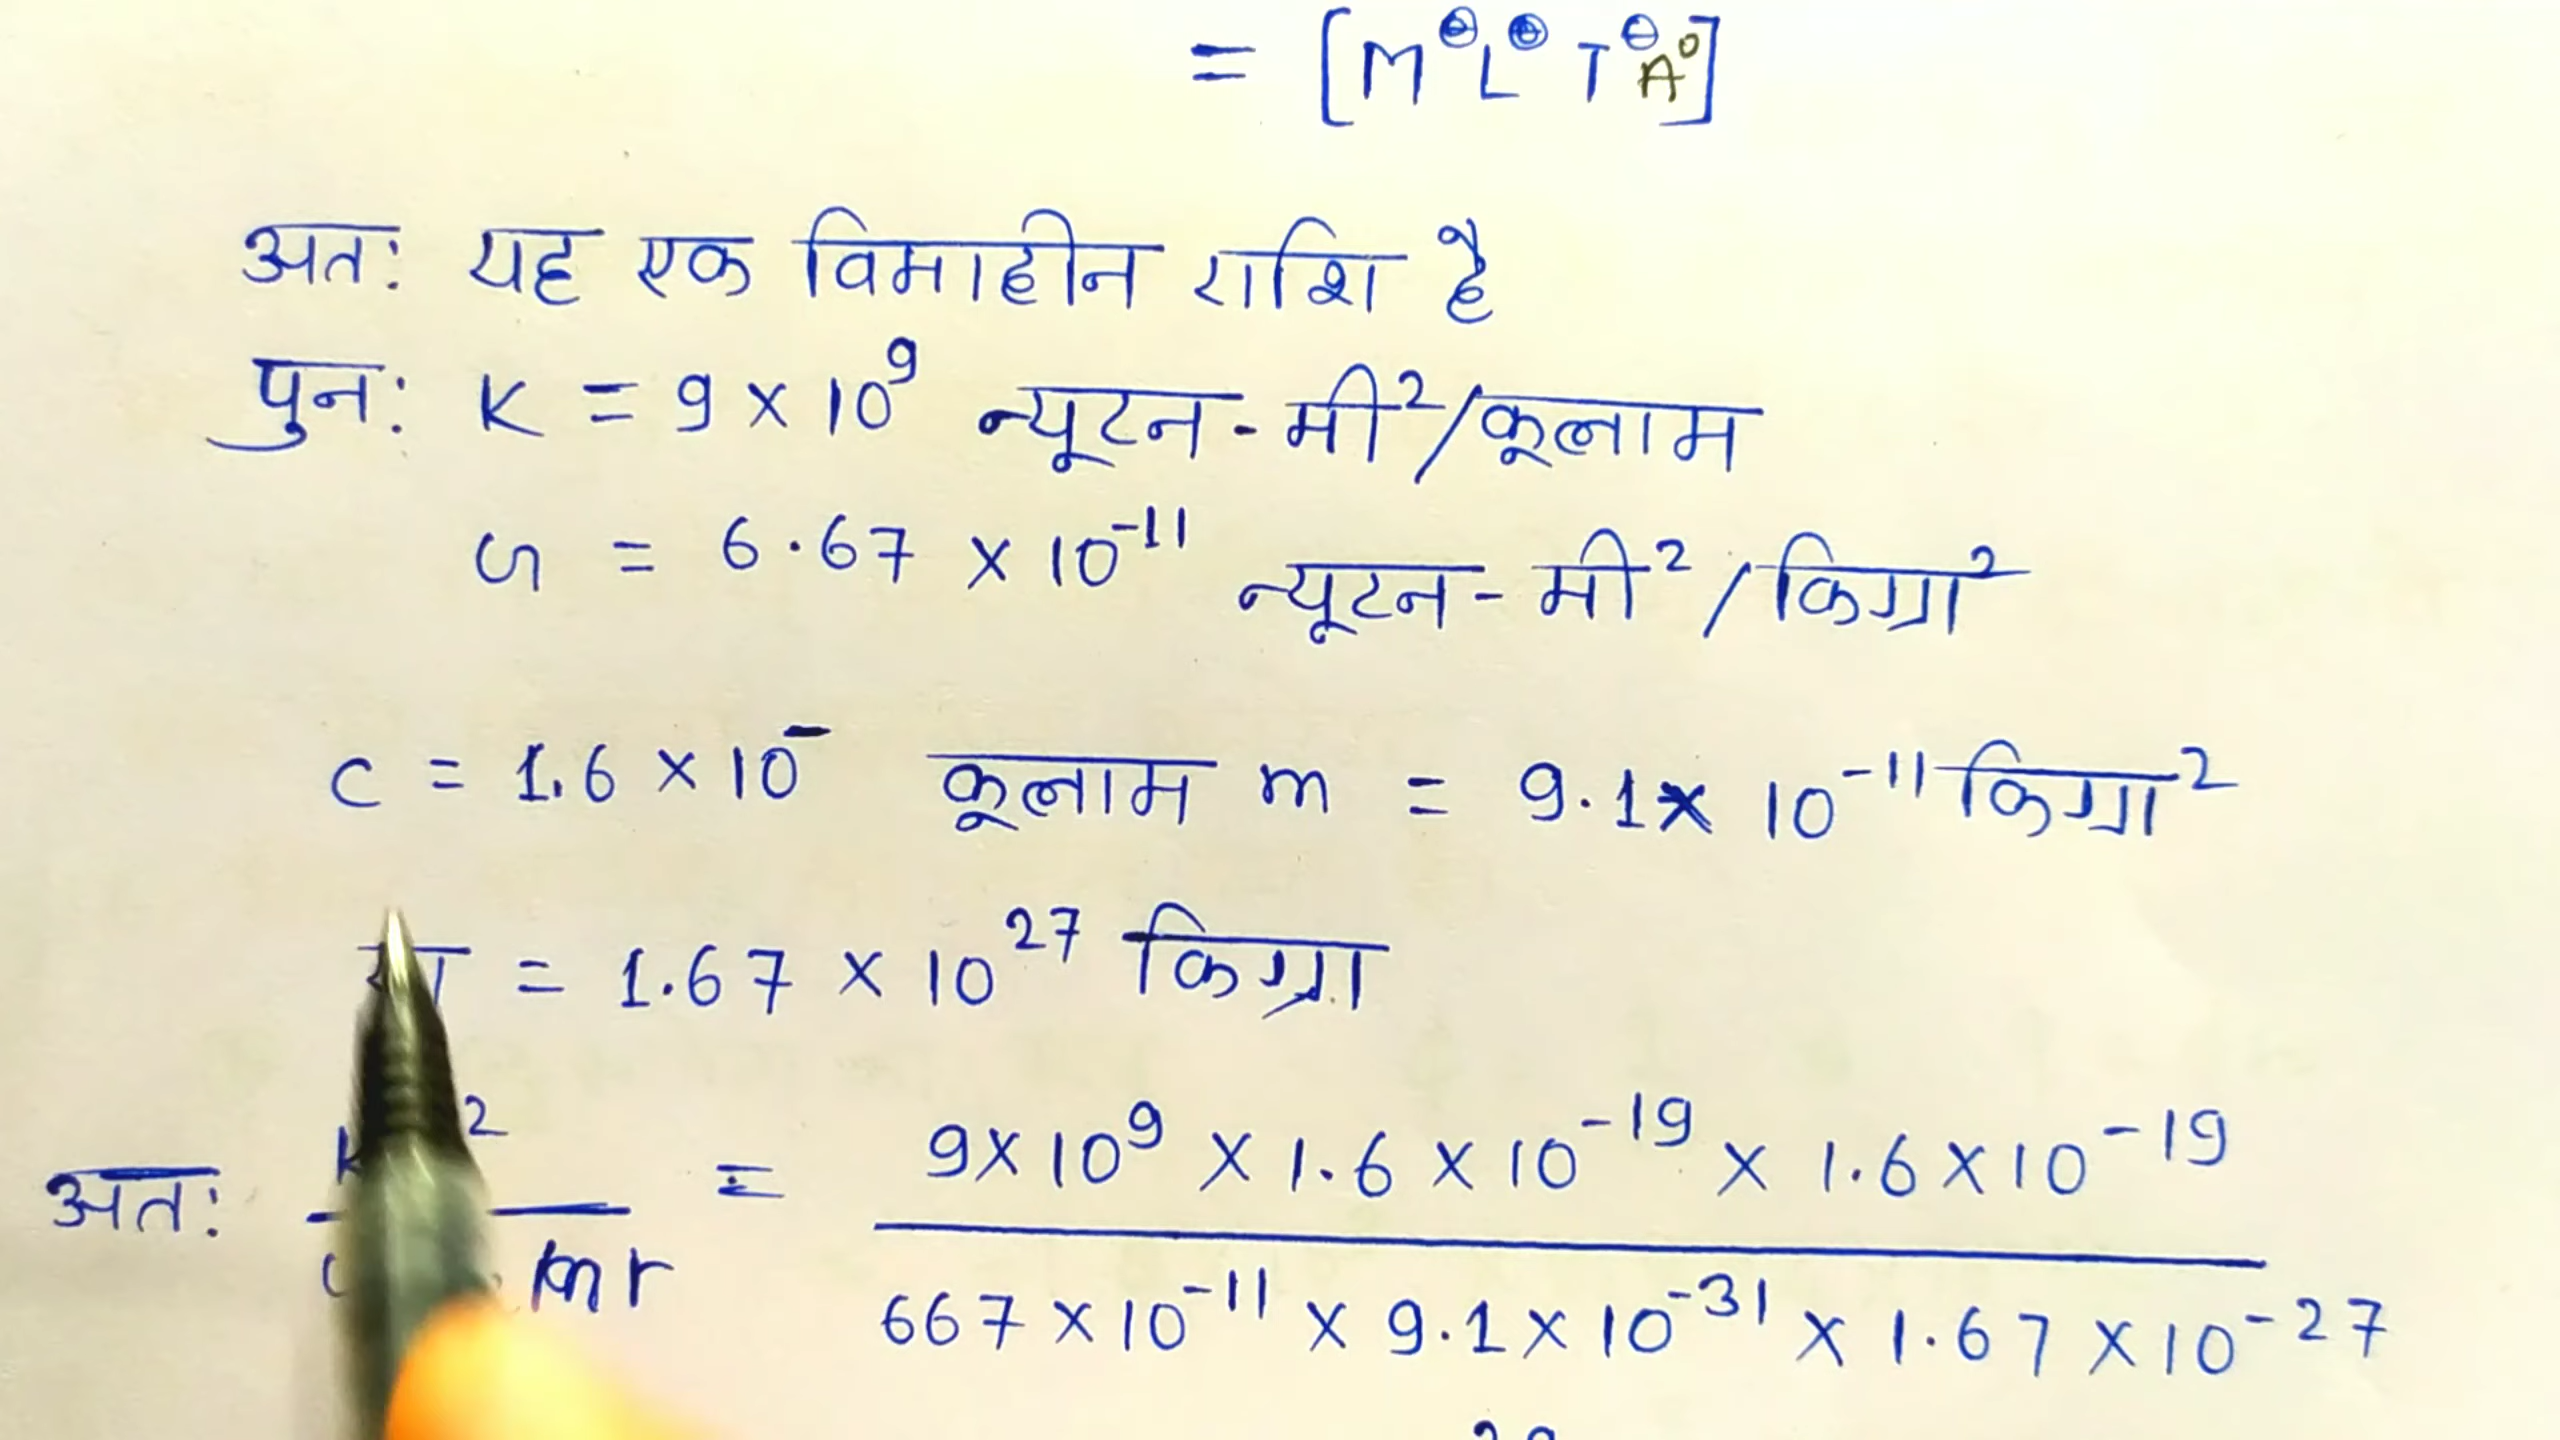 = [M⁰L⁰T⁰A⁰]
अतः यह एक विमाहीन राशि है
पुनः K = 9 × 10⁹ न्यूटन - मी²/कूलाम
G = 6.67 × 10⁻¹¹ न्यूटन - मी² / किग्रा²
c = 1.6 × 10⁻ कूलाम m = 9.1 × 10⁻¹¹ किग्रा²
= 1.67 × 10²⁷ किग्रा
अतः K ² / mr = 9 × 10⁹ × 1.6 × 10⁻¹⁹ × 1.6 × 10⁻¹⁹
667 × 10⁻¹¹ × 9.1 × 10⁻³¹ × 1.67 × 10⁻²⁷